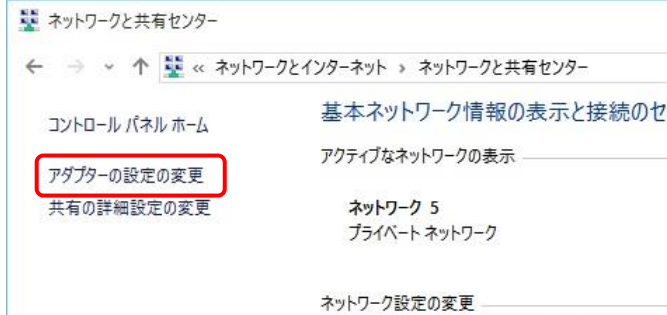 ネットワークと共有センター
« ネットワークとインターネット › ネットワークと共有センター
コントロール パネル ホーム
アダプターの設定の変更
共有の詳細設定の変更
基本ネットワーク情報の表示と接続のセ
アクティブなネットワークの表示
ネットワーク 5
プライベート ネットワーク
ネットワーク設定の変更